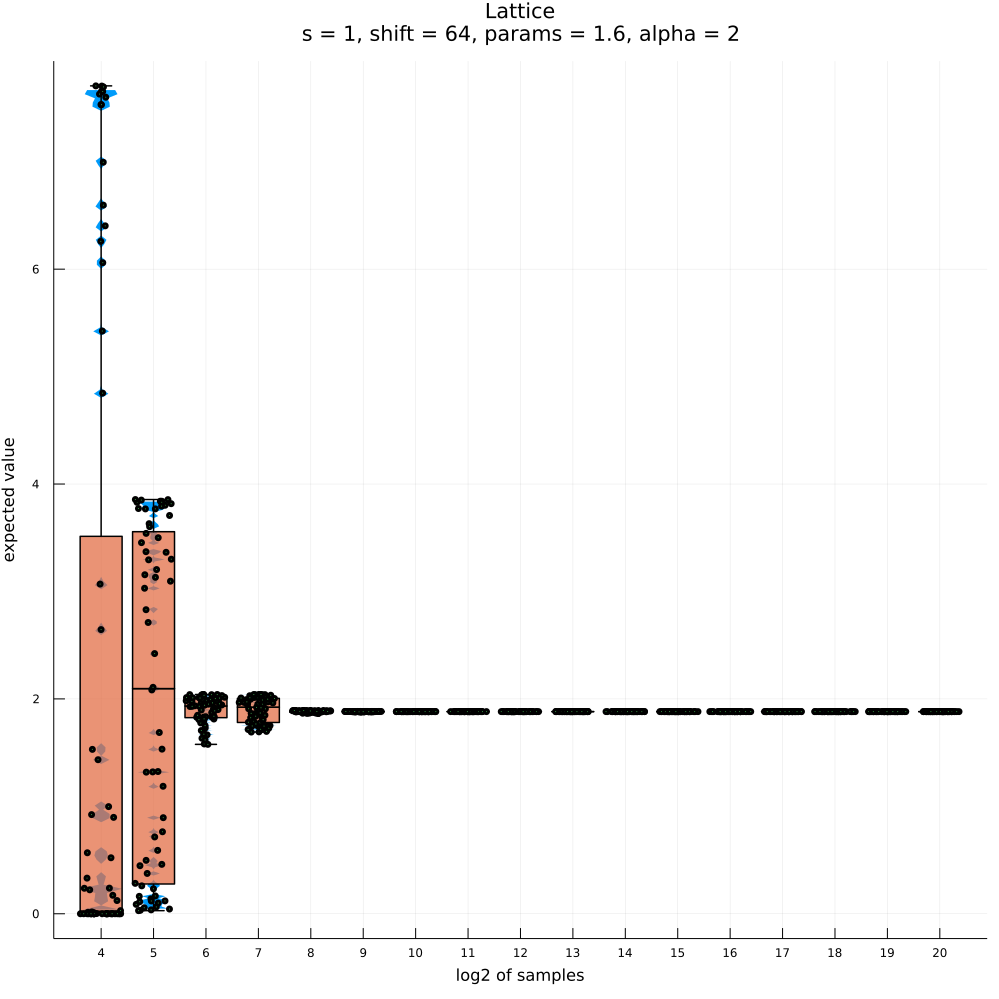 Lattice
s = 1, shift = 64, params = 1.6, alpha = 2
expected value
6
4
2
0
4 5 6 7 8 9 10 11 12 13 14 15 16 17 18 19 20
log2 of samples